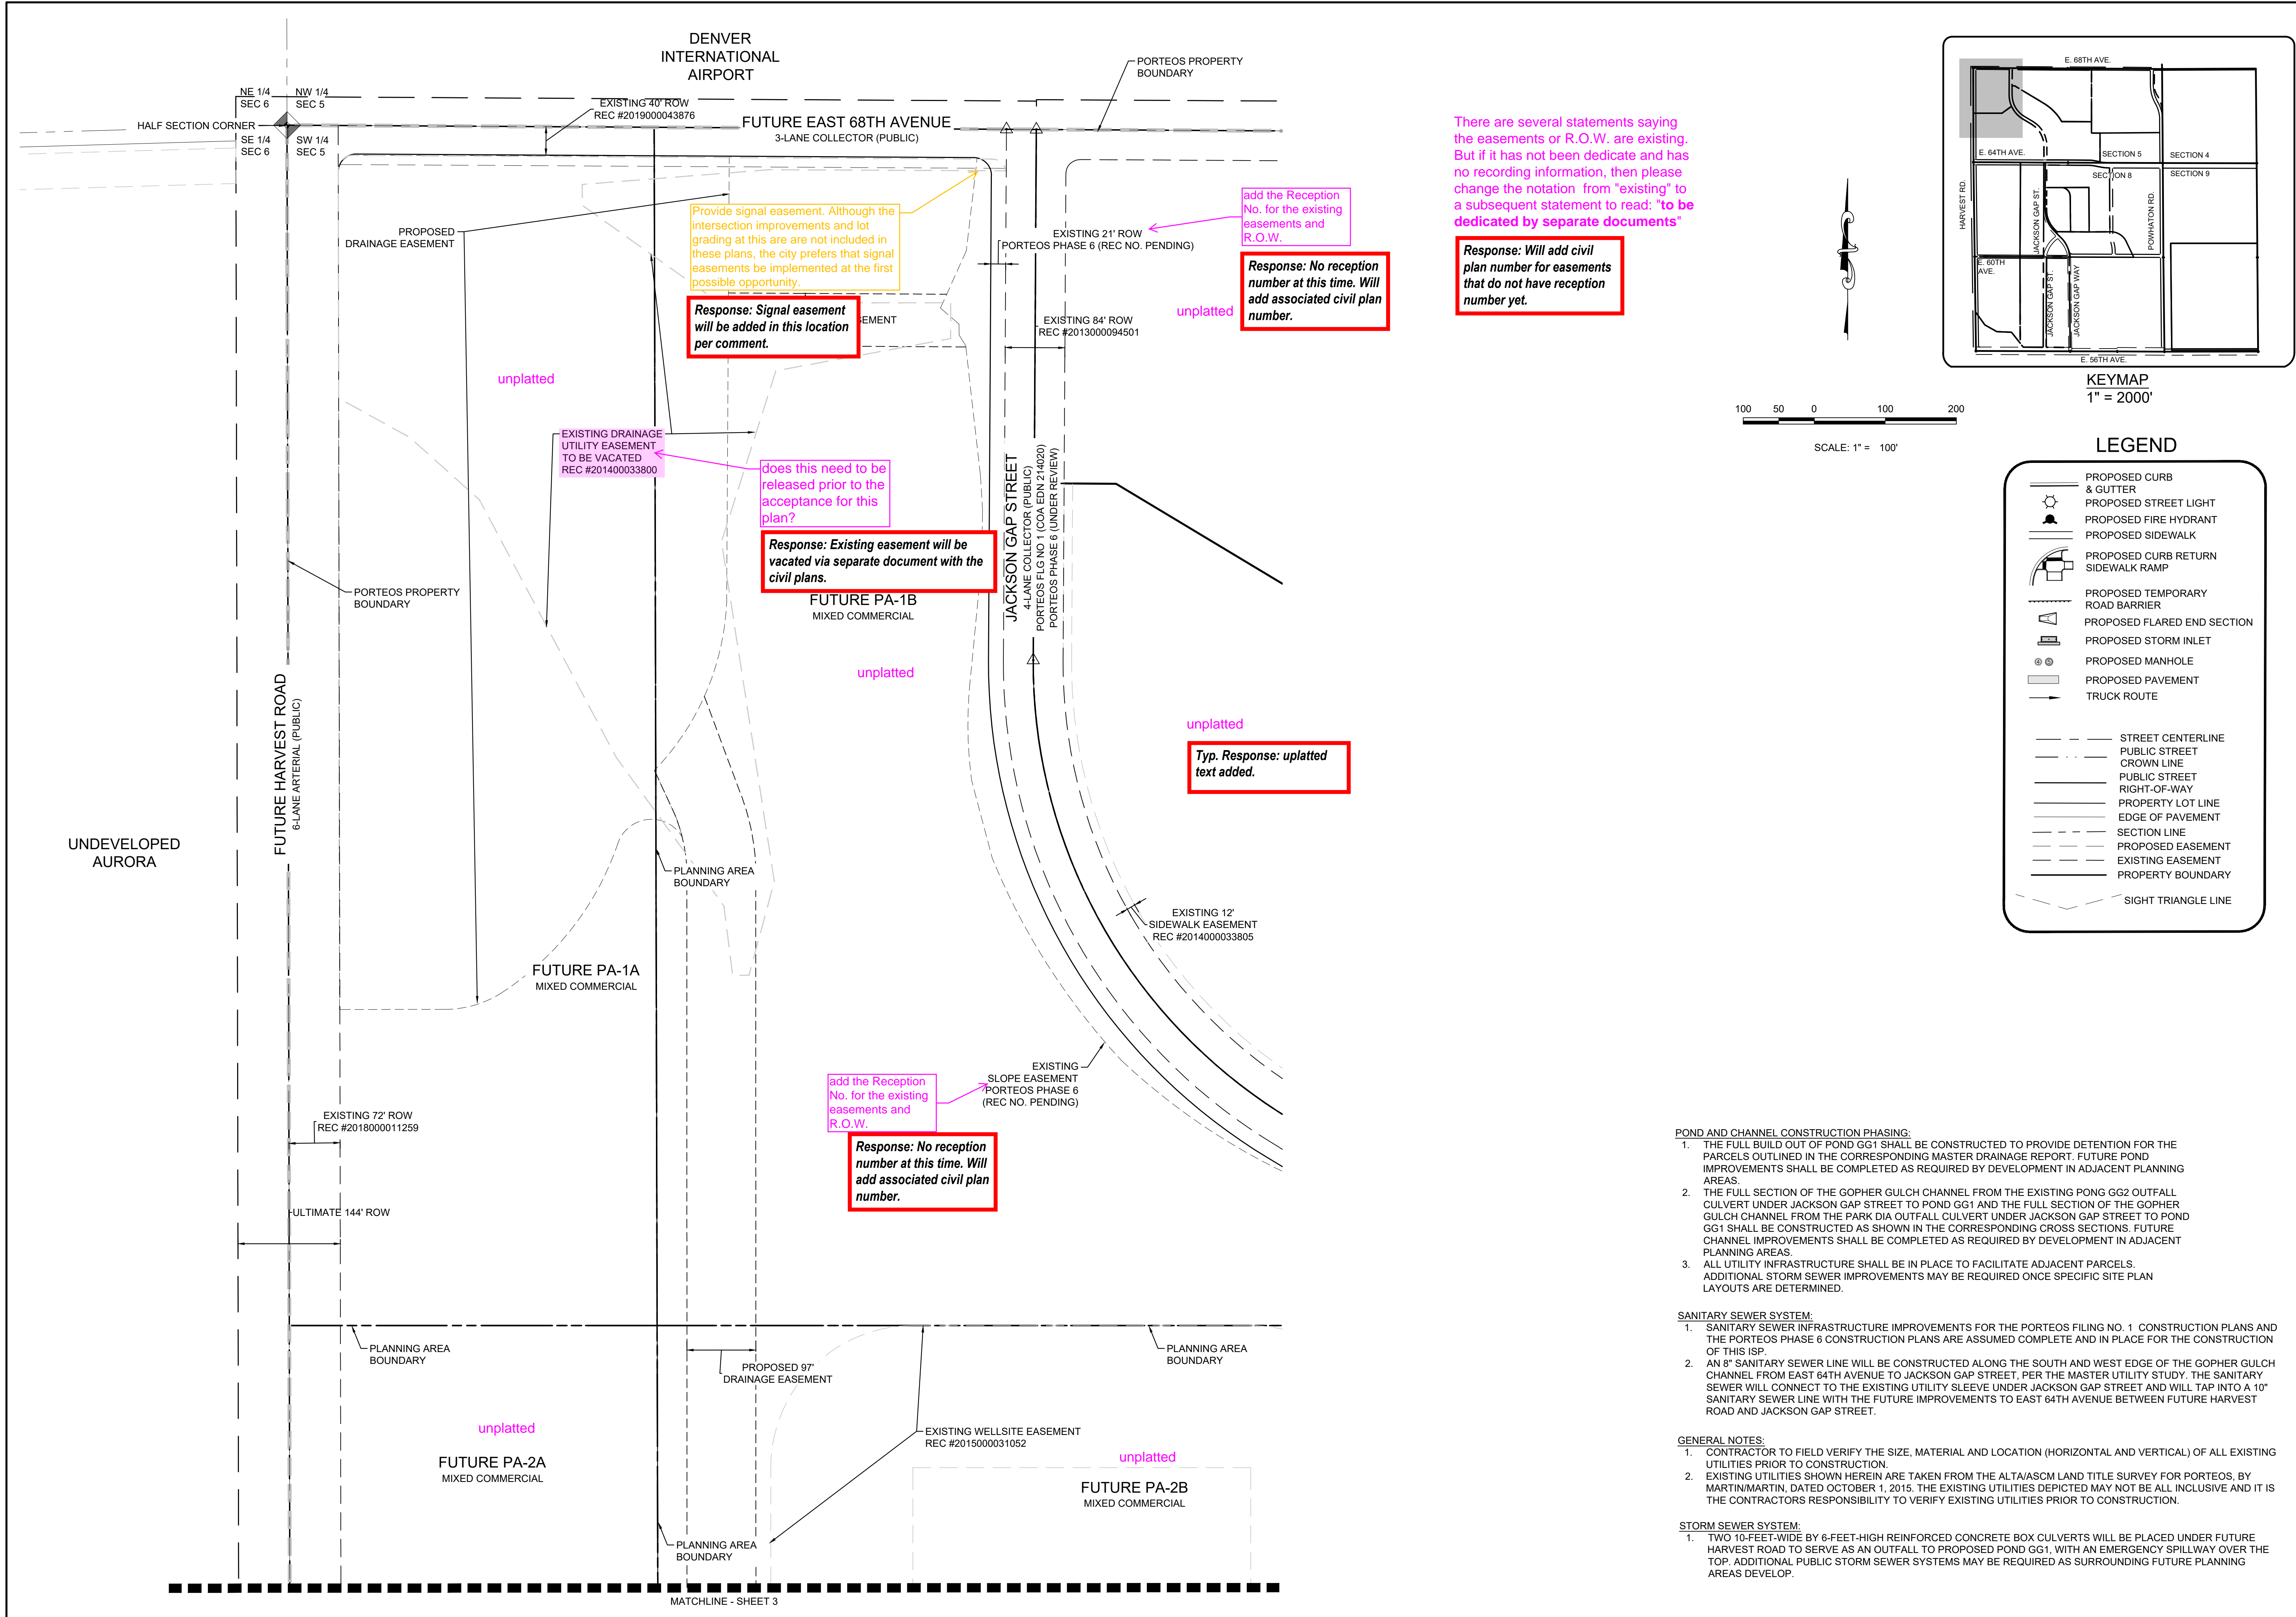 DENVER
INTERNATIONAL
AIRPORT
PORTEOS PROPERTY
BOUNDARY
NE 1/4
SEC 6
NW 1/4
SEC 5
HALF SECTION CORNER
SE 1/4
SEC 6
SW 1/4
SEC 5
EXISTING 40' ROW
REC #2019000043876
FUTURE EAST 68TH AVENUE
3-LANE COLLECTOR (PUBLIC)
PROPOSED
DRAINAGE EASEMENT
Provide signal easement. Although the
intersection improvements and lot
grading at this are are not included in
these plans, the city prefers that signal
easements be implemented at the first
possible opportunity.
Response: Signal easement
will be added in this location
per comment.
EASEMENT
EXISTING 21' ROW
PORTEOS PHASE 6 (REC NO. PENDING)
add the Reception
No. for the existing
easements and
R.O.W.
Response: No reception
number at this time. Will
add associated civil plan
number.
unplatted
EXISTING 84' ROW
REC #2013000094501
There are several statements saying
the easements or R.O.W. are existing.
But if it has not been dedicate and has
no recording information, then please
change the notation from "existing" to
a subsequent statement to read: "to be
dedicated by separate documents"
Response: Will add civil
plan number for easements
that do not have reception
number yet.
unplatted
EXISTING DRAINAGE
UTILITY EASEMENT
TO BE VACATED
REC #201400033800
does this need to be
released prior to the
acceptance for this
plan?
Response: Existing easement will be
vacated via separate document with the
civil plans.
FUTURE PA-1B
MIXED COMMERCIAL
unplatted
JACKSON GAP STREET
4-LANE COLLECTOR (PUBLIC)
PORTEOS FLG NO 1 (COA EDN 214020)
PORTEOS PHASE 6 (UNDER REVIEW)
PORTEOS PROPERTY
BOUNDARY
FUTURE HARVEST ROAD
6-LANE ARTERIAL (PUBLIC)
unplatted
Typ. Response: uplatted
text added.
UNDEVELOPED
AURORA
PLANNING AREA
BOUNDARY
EXISTING 12'
SIDEWALK EASEMENT
REC #2014000033805
FUTURE PA-1A
MIXED COMMERCIAL
EXISTING
SLOPE EASEMENT
PORTEOS PHASE 6
(REC NO. PENDING)
add the Reception
No. for the existing
easements and
R.O.W.
Response: No reception
number at this time. Will
add associated civil plan
number.
EXISTING 72' ROW
REC #2018000011259
ULTIMATE 144' ROW
PLANNING AREA
BOUNDARY
PROPOSED 97'
DRAINAGE EASEMENT
PLANNING AREA
BOUNDARY
unplatted
FUTURE PA-2A
MIXED COMMERCIAL
EXISTING WELLSITE EASEMENT
REC #2015000031052
unplatted
FUTURE PA-2B
MIXED COMMERCIAL
PLANNING AREA
BOUNDARY
MATCHLINE - SHEET 3
E. 68TH AVE.
E. 64TH AVE.
SECTION 5
SECTION 4
SECTION 8
SECTION 9
HARVEST RD.
JACKSON GAP ST.
POWHATON RD.
E. 60TH
AVE.
JACKSON GAP ST.
JACKSON GAP WAY
E. 56TH AVE.
KEYMAP
1" = 2000'
100 50 0 100 200
SCALE: 1" = 100'
LEGEND
PROPOSED CURB
& GUTTER
PROPOSED STREET LIGHT
PROPOSED FIRE HYDRANT
PROPOSED SIDEWALK
PROPOSED CURB RETURN
SIDEWALK RAMP
PROPOSED TEMPORARY
ROAD BARRIER
PROPOSED FLARED END SECTION
PROPOSED STORM INLET
PROPOSED MANHOLE
PROPOSED PAVEMENT
TRUCK ROUTE
STREET CENTERLINE
PUBLIC STREET
CROWN LINE
PUBLIC STREET
RIGHT-OF-WAY
PROPERTY LOT LINE
EDGE OF PAVEMENT
SECTION LINE
PROPOSED EASEMENT
EXISTING EASEMENT
PROPERTY BOUNDARY
SIGHT TRIANGLE LINE
POND AND CHANNEL CONSTRUCTION PHASING:
1. THE FULL BUILD OUT OF POND GG1 SHALL BE CONSTRUCTED TO PROVIDE DETENTION FOR THE
PARCELS OUTLINED IN THE CORRESPONDING MASTER DRAINAGE REPORT. FUTURE POND
IMPROVEMENTS SHALL BE COMPLETED AS REQUIRED BY DEVELOPMENT IN ADJACENT PLANNING
AREAS.
2. THE FULL SECTION OF THE GOPHER GULCH CHANNEL FROM THE EXISTING PONG GG2 OUTFALL
CULVERT UNDER JACKSON GAP STREET TO POND GG1 AND THE FULL SECTION OF THE GOPHER
GULCH CHANNEL FROM THE PARK DIA OUTFALL CULVERT UNDER JACKSON GAP STREET TO POND
GG1 SHALL BE CONSTRUCTED AS SHOWN IN THE CORRESPONDING CROSS SECTIONS. FUTURE
CHANNEL IMPROVEMENTS SHALL BE COMPLETED AS REQUIRED BY DEVELOPMENT IN ADJACENT
PLANNING AREAS.
3. ALL UTILITY INFRASTRUCTURE SHALL BE IN PLACE TO FACILITATE ADJACENT PARCELS.
ADDITIONAL STORM SEWER IMPROVEMENTS MAY BE REQUIRED ONCE SPECIFIC SITE PLAN
LAYOUTS ARE DETERMINED.
SANITARY SEWER SYSTEM:
1. SANITARY SEWER INFRASTRUCTURE IMPROVEMENTS FOR THE PORTEOS FILING NO. 1 CONSTRUCTION PLANS AND
THE PORTEOS PHASE 6 CONSTRUCTION PLANS ARE ASSUMED COMPLETE AND IN PLACE FOR THE CONSTRUCTION
OF THIS ISP.
2. AN 8" SANITARY SEWER LINE WILL BE CONSTRUCTED ALONG THE SOUTH AND WEST EDGE OF THE GOPHER GULCH
CHANNEL FROM EAST 64TH AVENUE TO JACKSON GAP STREET, PER THE MASTER UTILITY STUDY. THE SANITARY
SEWER WILL CONNECT TO THE EXISTING UTILITY SLEEVE UNDER JACKSON GAP STREET AND WILL TAP INTO A 10"
SANITARY SEWER LINE WITH THE FUTURE IMPROVEMENTS TO EAST 64TH AVENUE BETWEEN FUTURE HARVEST
ROAD AND JACKSON GAP STREET.
GENERAL NOTES:
1. CONTRACTOR TO FIELD VERIFY THE SIZE, MATERIAL AND LOCATION (HORIZONTAL AND VERTICAL) OF ALL EXISTING
UTILITIES PRIOR TO CONSTRUCTION.
2. EXISTING UTILITIES SHOWN HEREIN ARE TAKEN FROM THE ALTA/ASCM LAND TITLE SURVEY FOR PORTEOS, BY
MARTIN/MARTIN, DATED OCTOBER 1, 2015. THE EXISTING UTILITIES DEPICTED MAY NOT BE ALL INCLUSIVE AND IT IS
THE CONTRACTORS RESPONSIBILITY TO VERIFY EXISTING UTILITIES PRIOR TO CONSTRUCTION.
STORM SEWER SYSTEM:
1. TWO 10-FEET-WIDE BY 6-FEET-HIGH REINFORCED CONCRETE BOX CULVERTS WILL BE PLACED UNDER FUTURE
HARVEST ROAD TO SERVE AS AN OUTFALL TO PROPOSED POND GG1, WITH AN EMERGENCY SPILLWAY OVER THE
TOP. ADDITIONAL PUBLIC STORM SEWER SYSTEMS MAY BE REQUIRED AS SURROUNDING FUTURE PLANNING
AREAS DEVELOP.